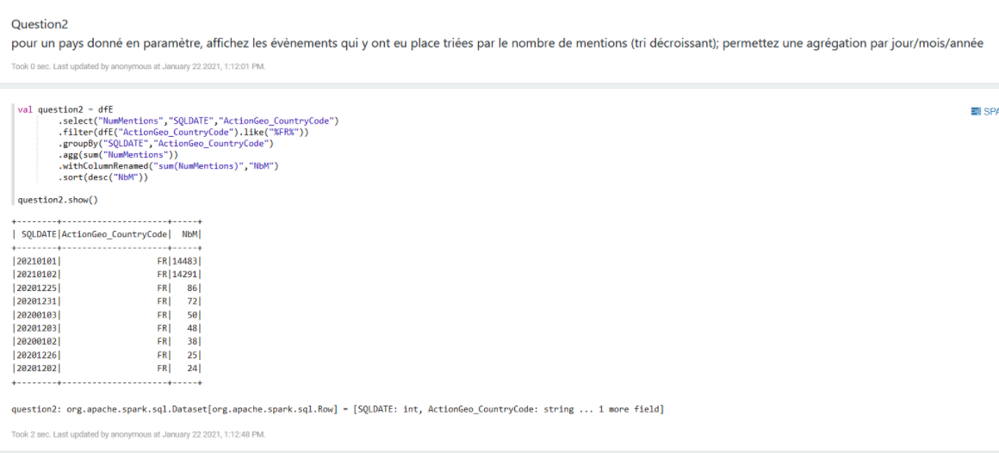 Question2
pour un pays donné en paramètre, affichez les évènements qui y ont eu place triées par le nombre de mentions (tri décroissant); permettez une agrégation par jour/mois/année
Took 0 sec. Last updated by anonymous at January 22 2021, 1:12:01 PM.
val question2 = dfE
.select("NumMentions","SQLDATE","ActionGeo_CountryCode")
.filter(dfE("ActionGeo_CountryCode").like("%FR%"))
.groupBy("SQLDATE","ActionGeo_CountryCode")
.agg(sum("NumMentions"))
.withColumnRenamed("sum(NumMentions)","NbM")
.sort(desc("NbM"))
question2.show()
SPA
+--------+---------------------+-----+
| SQLDATE|ActionGeo_CountryCode|  NbM|
+--------+---------------------+-----+
|20210101|                   FR|14483|
|20210102|                   FR|14291|
|20201225|                   FR|   86|
|20201231|                   FR|   72|
|20200103|                   FR|   50|
|20201203|                   FR|   48|
|20200102|                   FR|   38|
|20201226|                   FR|   25|
|20201202|                   FR|   24|
+--------+---------------------+-----+
question2: org.apache.spark.sql.Dataset[org.apache.spark.sql.Row] = [SQLDATE: int, ActionGeo_CountryCode: string ... 1 more field]
Took 2 sec. Last updated by anonymous at January 22 2021, 1:12:48 PM.